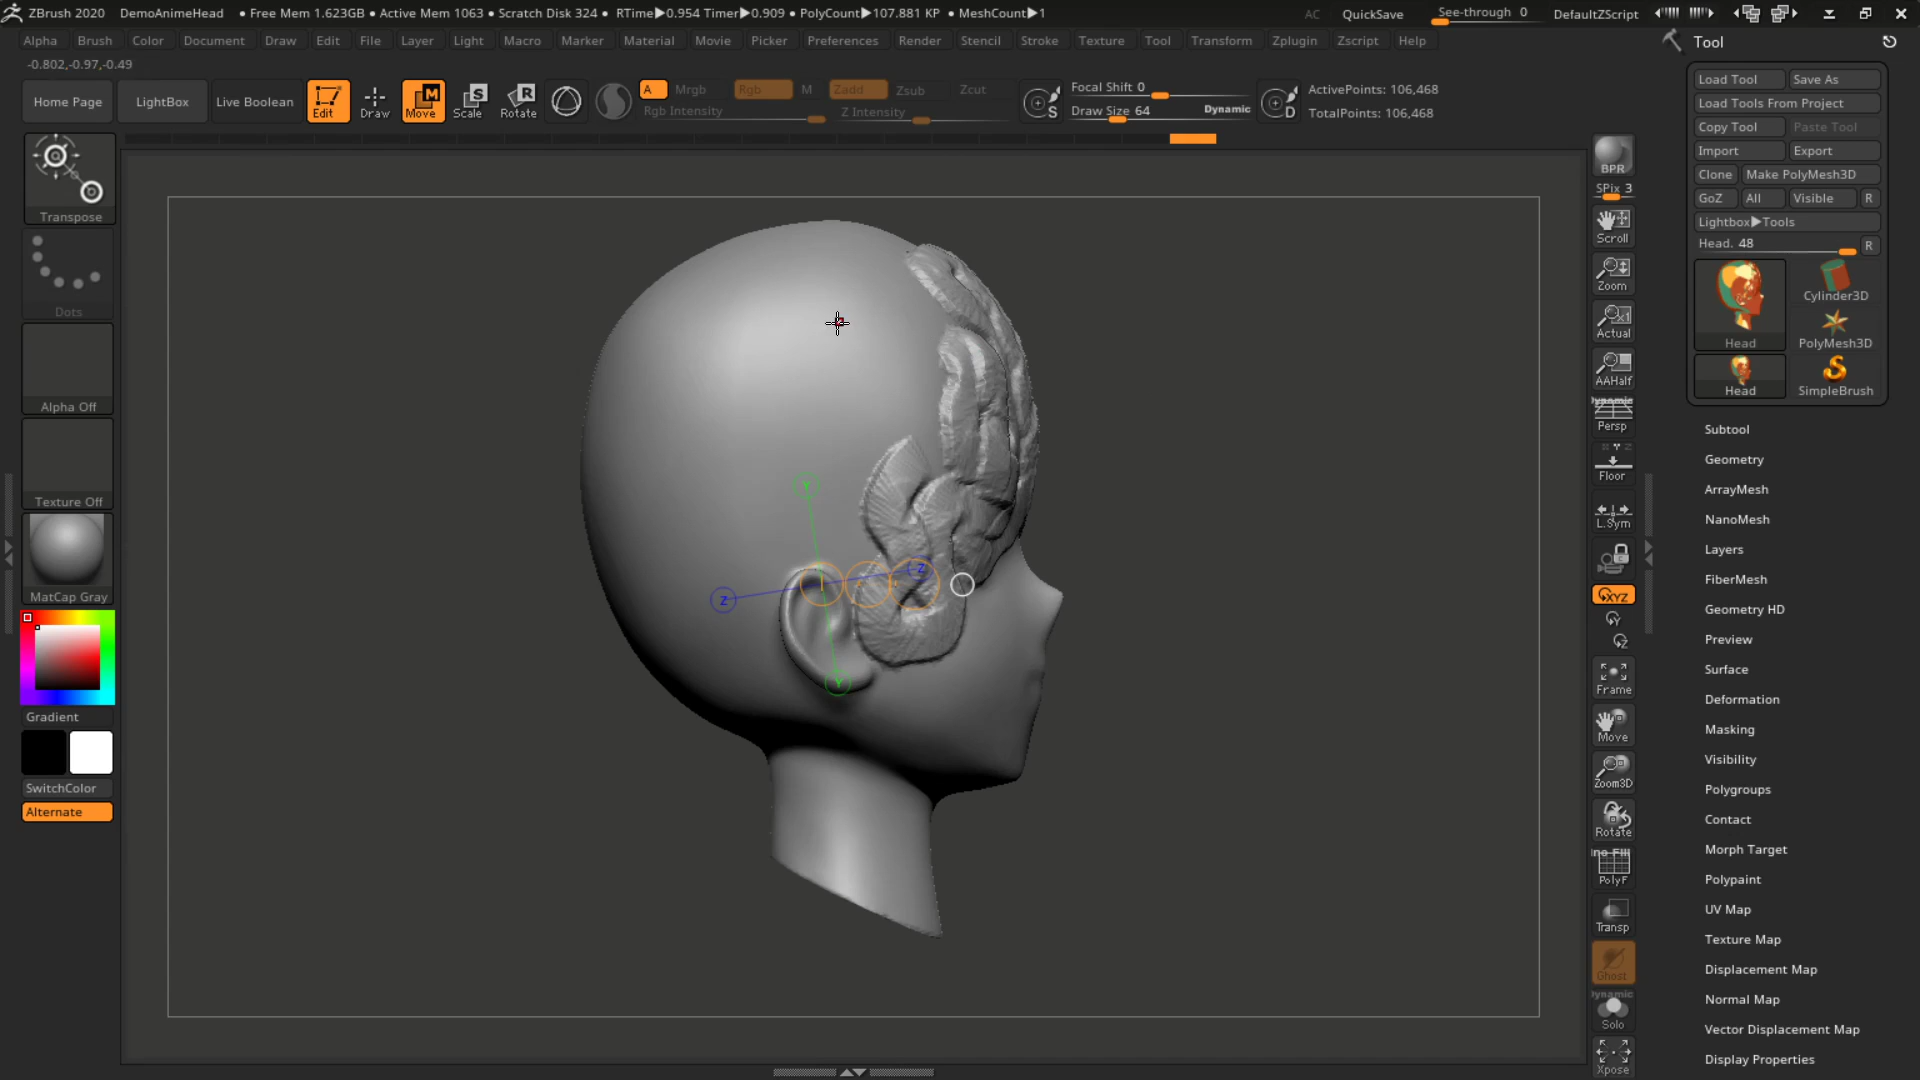 ZBrush 2020 DemoAnimeHead • Free Mem 1.623GB • Active Mem 1063 • Scratch Disk 324 • RTime▶0.954 Timer▶0.909 • PolyCount▶107.881 KP • MeshCount▶1 AC QuickSave See-through 0 DefaultZScript
Alpha Brush Color Document Draw Edit File Layer Light Macro Marker Material Movie Picker Preferences Render Stencil Stroke Texture Tool Transform Zplugin Zscript Help
Tool
-0.802,-0.97,-0.49
Home Page LightBox Live Boolean Edit Draw Move Scale Rotate
A Mrgb Rgb M Zadd Zsub Zcut
Rgb Intensity Z Intensity
Focal Shift 0
Draw Size 64 Dynamic
ActivePoints: 106,468
TotalPoints: 106,468
M S R
S D
Transpose
Dots
Alpha Off
Texture Off
MatCap Gray
Gradient
SwitchColor
Alternate
Y
Z
Z
Y
BPR
SPix 3
Scroll
Zoom
Actual
AAHalf
Dynamic
Persp
Floor
L.Sym
XYZ
Y
Z
Frame
Move
Zoom3D
Rotate
PolyF
Transp
Ghost
Dynamic
Solo
Xpose
Load Tool Save As
Load Tools From Project
Copy Tool Paste Tool
Import Export
Clone Make PolyMesh3D
GoZ All Visible R
Lightbox▶Tools
Head. 48 R
Head Cylinder3D
PolyMesh3D
Head SimpleBrush
Subtool
Geometry
ArrayMesh
NanoMesh
Layers
FiberMesh
Geometry HD
Preview
Surface
Deformation
Masking
Visibility
Polygroups
Contact
Morph Target
Polypaint
UV Map
Texture Map
Displacement Map
Normal Map
Vector Displacement Map
Display Properties